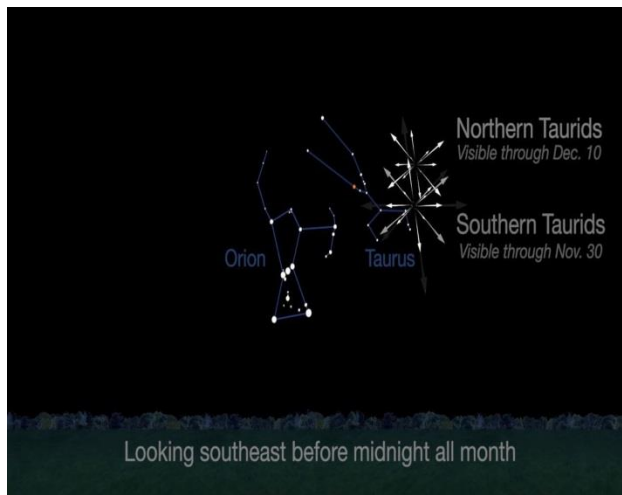 Northern Taurids
Visible through Dec. 10
Southern Taurids
Visible through Nov. 30
Orion
Taurus
Looking southeast before midnight all month